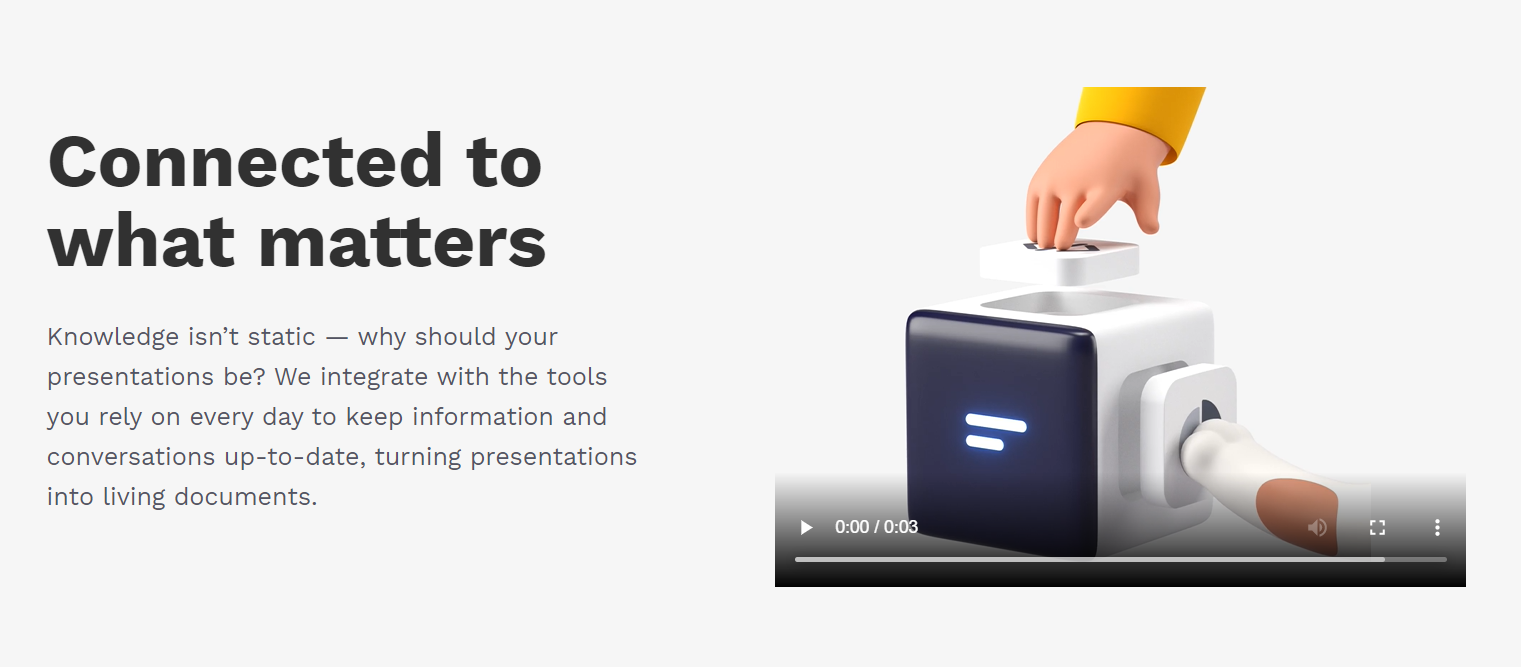 Connected to
what matters
Knowledge isn’t static — why should your
presentations be? We integrate with the tools
you rely on every day to keep information and
conversations up-to-date, turning presentations
into living documents.
0:00 / 0:03